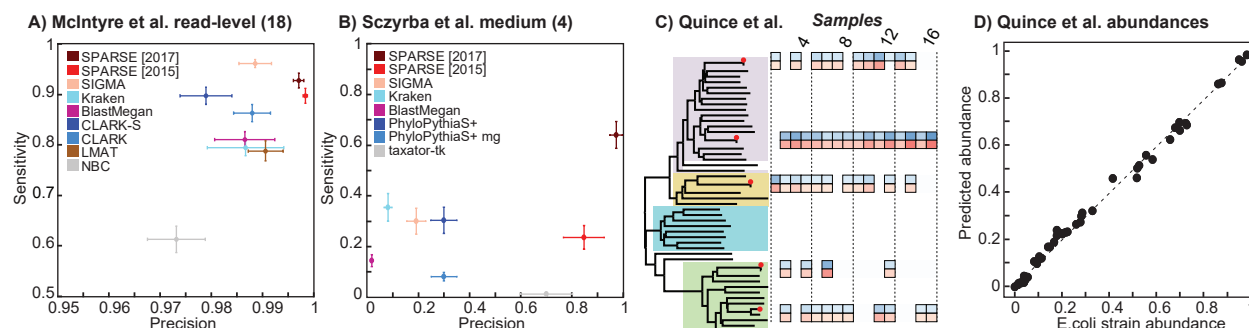 A) McIntyre et al. read-level (18)
1
0.9
0.8
0.7
0.6
0.5
Sensitivity
SPARSE [2017]
SPARSE [2015]
SIGMA
Kraken
BlastMegan
CLARK-S
CLARK
LMAT
NBC
0.95 0.96 0.97 0.98 0.99 1
Precision
B) Sczyrba et al. medium (4)
1
0.8
0.6
0.4
0.2
0
Sensitivity
SPARSE [2017]
SPARSE [2015]
SIGMA
Kraken
BlastMegan
PhyloPythiaS+
PhyloPythiaS+ mg
taxator-tk
0 0.2 0.4 0.6 0.8 1
Precision
C) Quince et al.
Samples
4 8 12 16
D) Quince et al. abundances
1
0.8
0.6
0.4
0.2
0
Predicted abundance
0 0.2 0.4 0.6 0.8 1
E.coli strain abundance